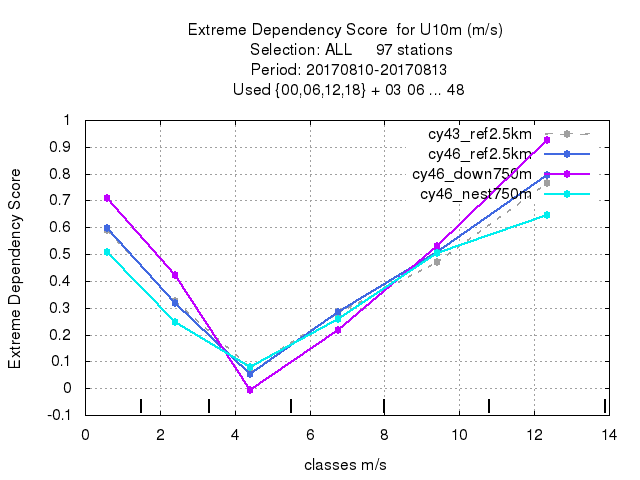 Extreme Dependency Score  for U10m (m/s)
Selection: ALL     97 stations
Period: 20170810-20170813
Used {00,06,12,18} + 03 06 ... 48
Extreme Dependency Score
1
0.9
0.8
0.7
0.6
0.5
0.4
0.3
0.2
0.1
0
-0.1
cy43_ref2.5km
cy46_ref2.5km
cy46_down750m
cy46_nest750m
0 2 4 6 8 10 12 14
classes m/s